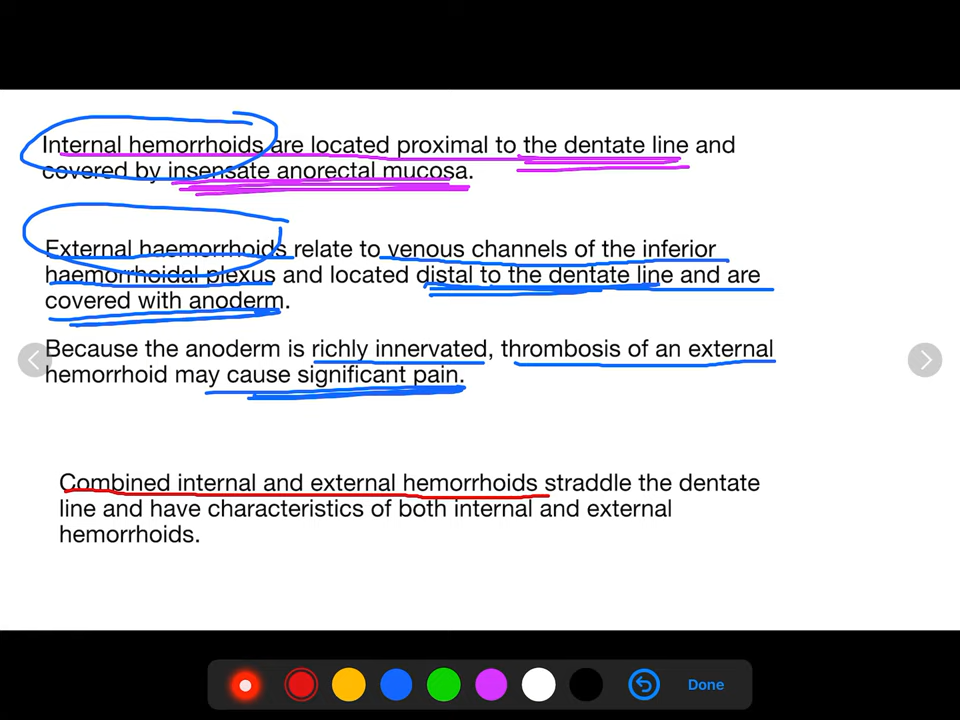 Internal hemorrhoids are located proximal to the dentate line and
covered by insensate anorectal mucosa.
External haemorrhoids relate to venous channels of the inferior
haemorrhoidal plexus and located distal to the dentate line and are
covered with anoderm.
Because the anoderm is richly innervated, thrombosis of an external
hemorrhoid may cause significant pain.
Combined internal and external hemorrhoids straddle the dentate
line and have characteristics of both internal and external
hemorrhoids.
Done